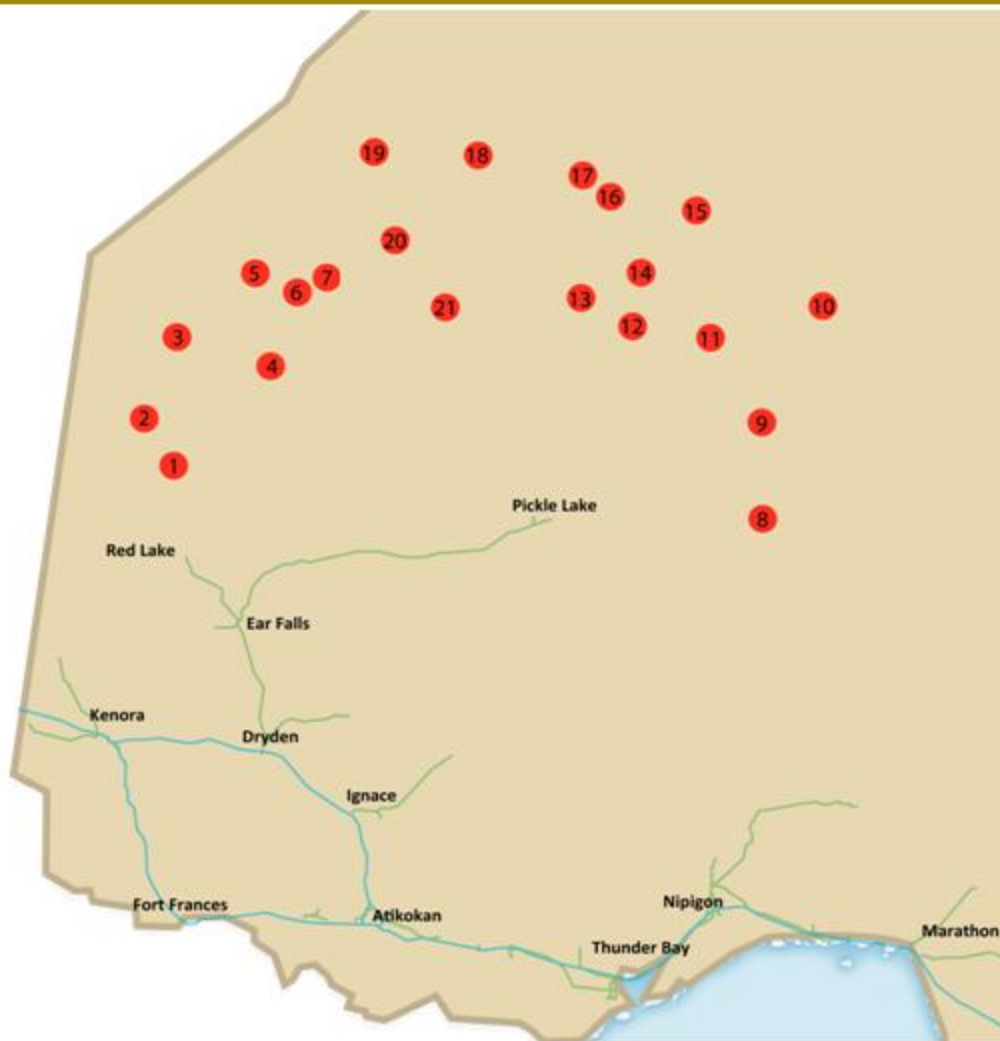 19
18
17
16
15
20
5
7
6
14
13
21
10
12
3
11
4
2
9
1
Pickle Lake
8
Red Lake
Ear Falls
Kenora
Dryden
Ignace
Nipigon
Fort Frances
Atikokan
Marathon
Thunder Bay